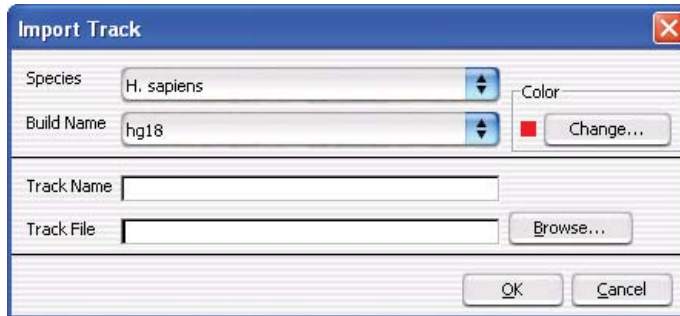 Import Track
Species H. sapiens
Color
Build Name hg18 Change...
Track Name
Track File Browse...
OK Cancel